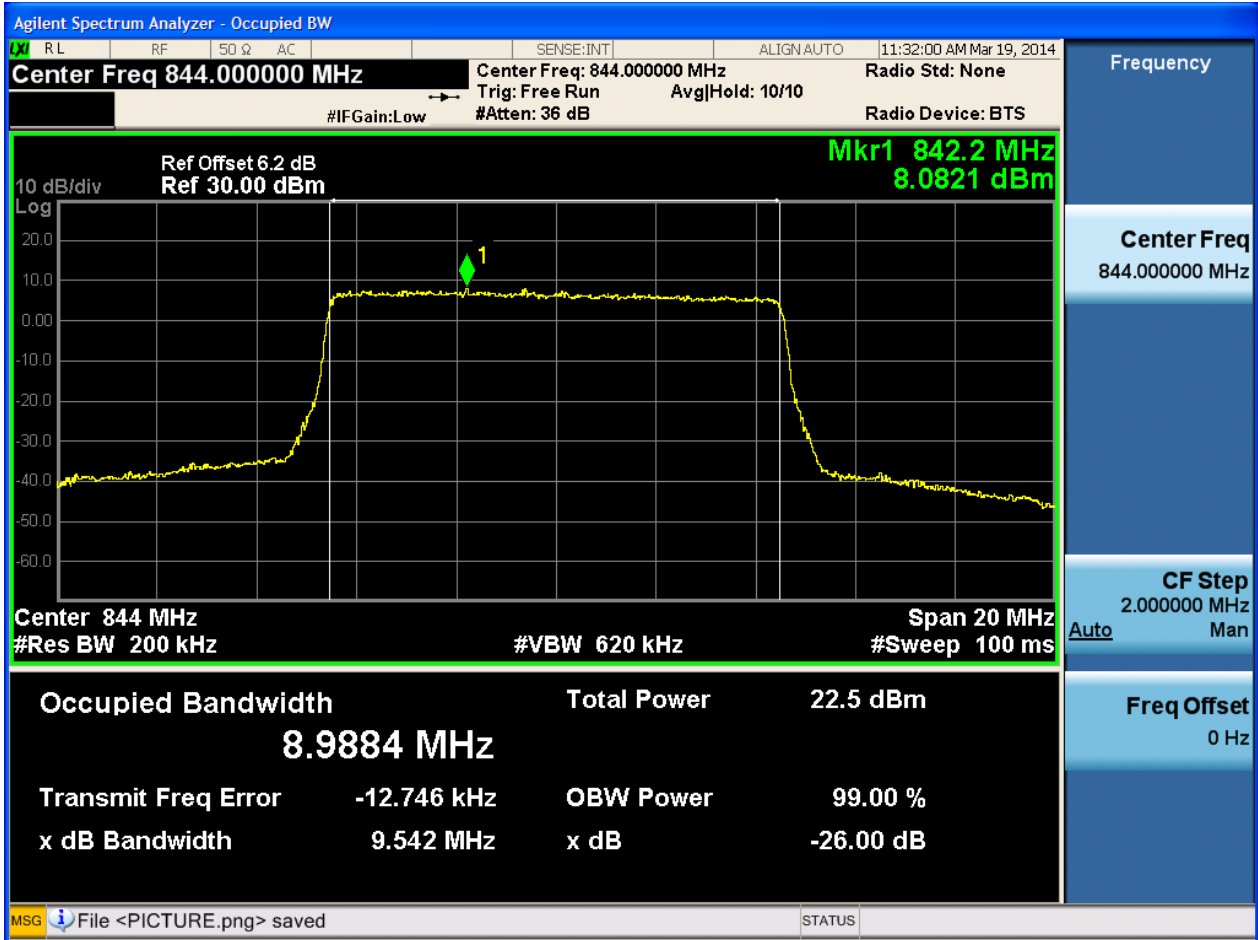 Agilent Spectrum Analyzer - Occupied BW
LXI RL RF 50 Ω AC SENSE:INT ALIGN AUTO 11:32:00 AM Mar 19, 2014
Center Freq 844.000000 MHz
Center Freq: 844.000000 MHz
Radio Std: None
Trig: Free Run Avg|Hold: 10/10
#IFGain:Low
#Atten: 36 dB
Radio Device: BTS
Ref Offset 6.2 dB
10 dB/div Ref 30.00 dBm
Mkr1 842.2 MHz
8.0821 dBm
Log
20.0
10.0
0.00
-10.0
-20.0
-30.0
-40.0
-50.0
-60.0
1
Center 844 MHz Span 20 MHz
#Res BW 200 kHz #VBW 620 kHz #Sweep 100 ms
Occupied Bandwidth Total Power 22.5 dBm
8.9884 MHz
Transmit Freq Error -12.746 kHz OBW Power 99.00 %
x dB Bandwidth 9.542 MHz x dB -26.00 dB
Frequency
Center Freq
844.000000 MHz
CF Step
2.000000 MHz
Auto Man
Freq Offset
0 Hz
MSG File <PICTURE.png> saved STATUS